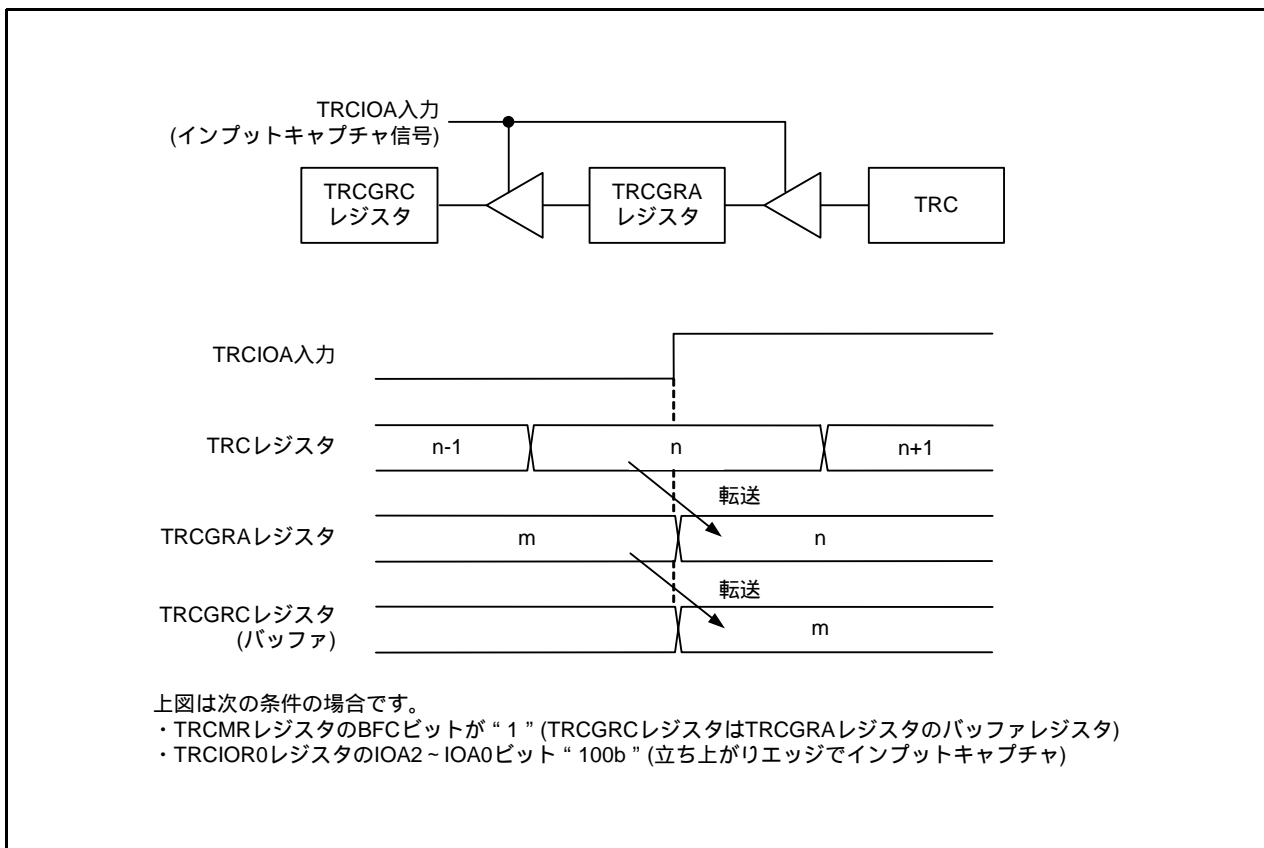 TRCIOA入力
(インプットキャプチャ信号)
TRCGRC
レジスタ
TRCGRA
レジスタ
TRC
TRCIOA入力
TRCレジスタ
n-1
n
n+1
転送
TRCGRAレジスタ
m
n
転送
TRCGRCレジスタ
(バッファ)
m
上図は次の条件の場合です。
・TRCMRレジスタのBFCビットが“1”(TRCGRCレジスタはTRCGRAレジスタのバッファレジスタ)
・TRCIOR0レジスタのIOA2~IOA0ビット“100b”(立ち上がりエッジでインプットキャプチャ)